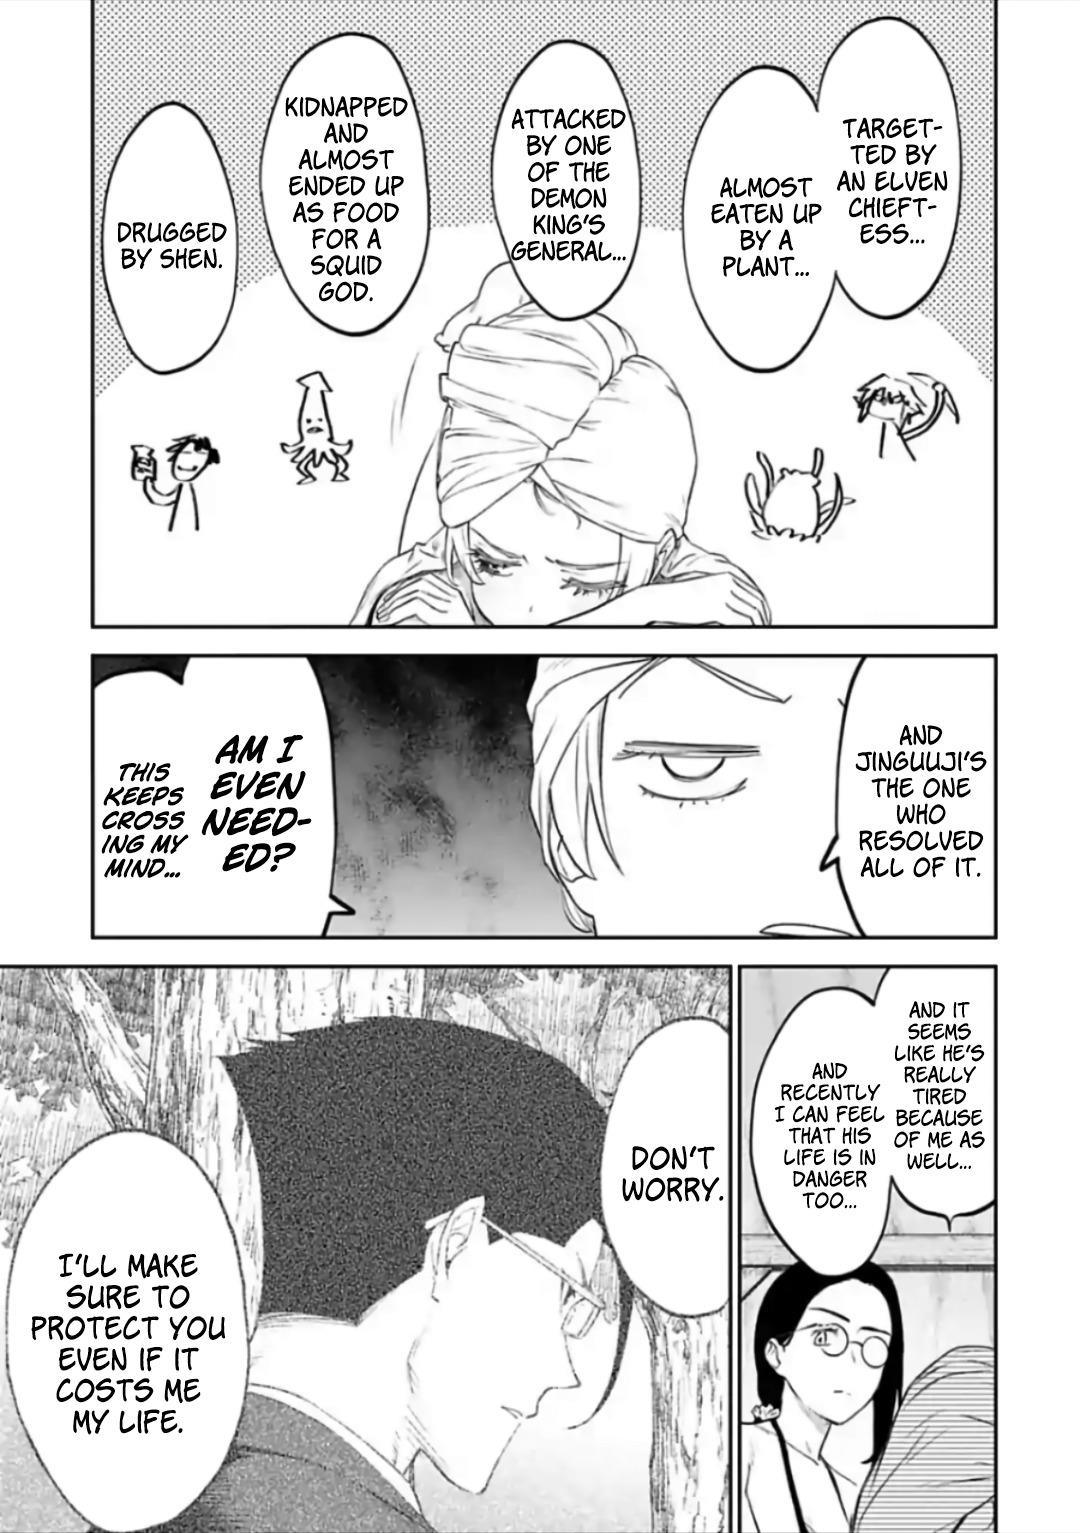 TARGET-
TED BY
AN ELVEN
CHIEFT-
ESS...
ALMOST
EATEN UP
BY A
PLANT...
ATTACKED
BY ONE
OF THE
DEMON
KING'S
GENERAL...
KIDNAPPED
AND
ALMOST
ENDED UP
AS FOOD
FOR A
SQUID
GOD.
DRUGGED
BY SHEN.
AND
JINGUUJI'S
THE ONE
WHO
RESOLVED
ALL OF IT.
AM I
EVEN
NEED-
ED?
THIS
KEEPS
CROSS
ING MY
MIND...
AND IT
SEEMS
LIKE HE'S
REALLY
TIRED
BECAUSE
OF ME AS
WELL...
AND
RECENTLY
I CAN FEEL
THAT HIS
LIFE IS IN
DANGER
TOO...
DON'T
WORRY.
I'LL MAKE
SURE TO
PROTECT YOU
EVEN IF IT
COSTS ME
MY LIFE.